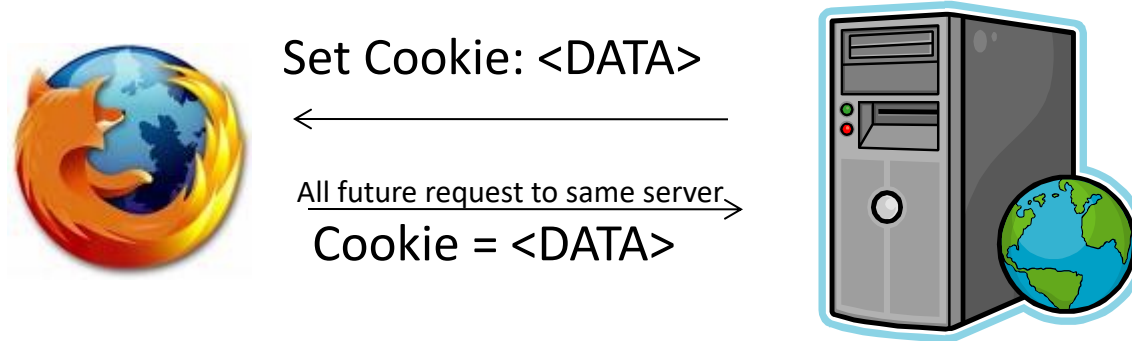 Set Cookie: <DATA>
All future request to same server
Cookie = <DATA>